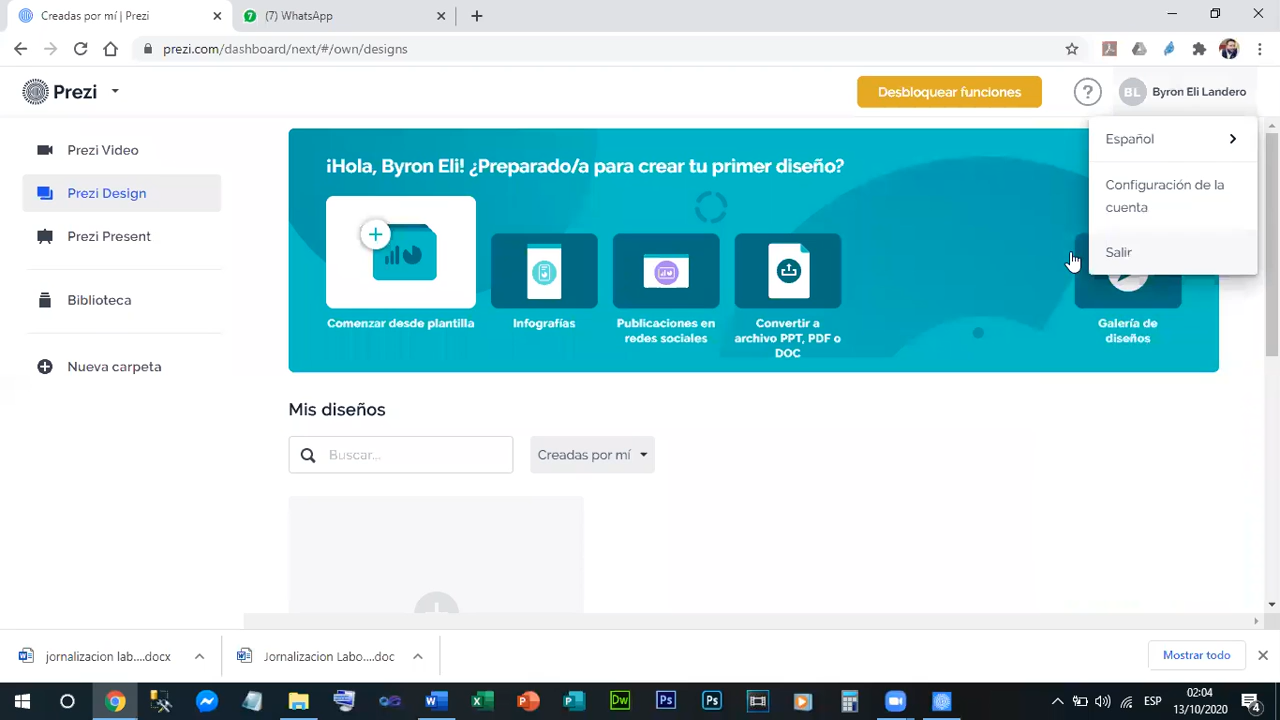 Creadas por mí | Prezi
(7) WhatsApp
prezi.com/dashboard/next/#/own/designs
Prezi
Desbloquear funciones
?
BL
Byron Eli Landero
Prezi Video
Prezi Design
Prezi Present
Biblioteca
Nueva carpeta
¡Hola, Byron Eli! ¿Preparado/a para crear tu primer diseño?
Español
Configuración de la
cuenta
Salir
Comenzar desde plantilla
Infografías
Publicaciones en
redes sociales
Convertir a
archivo PPT, PDF o
DOC
Galería de
diseños
Mis diseños
Buscar...
Creadas por mí
jornalizacion lab....docx
Jornalizacion Labo....doc
Mostrar todo
Dw
Ps
Ps
ESP
02:04
13/10/2020
4